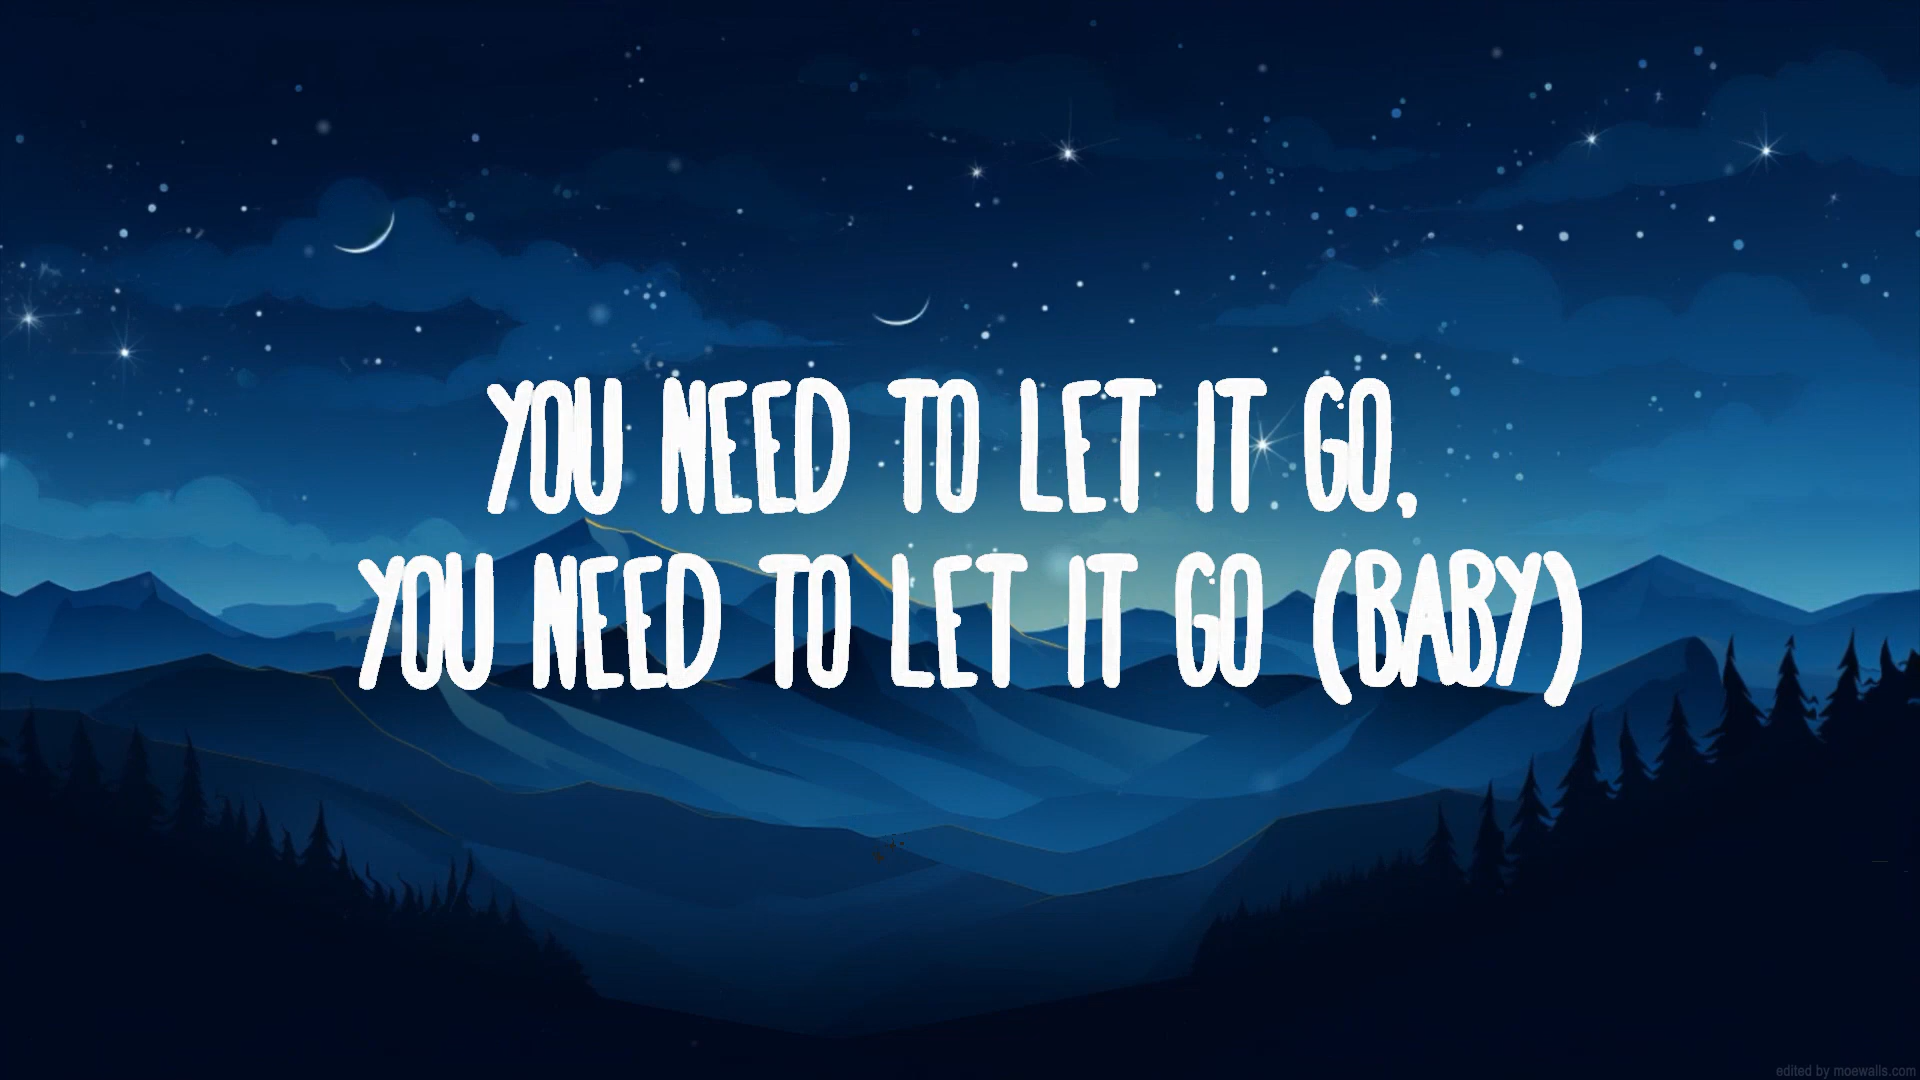 YOU NEED TO LET IT GO,
YOU NEED TO LET IT GO (BABY)
edited by moewalls.com